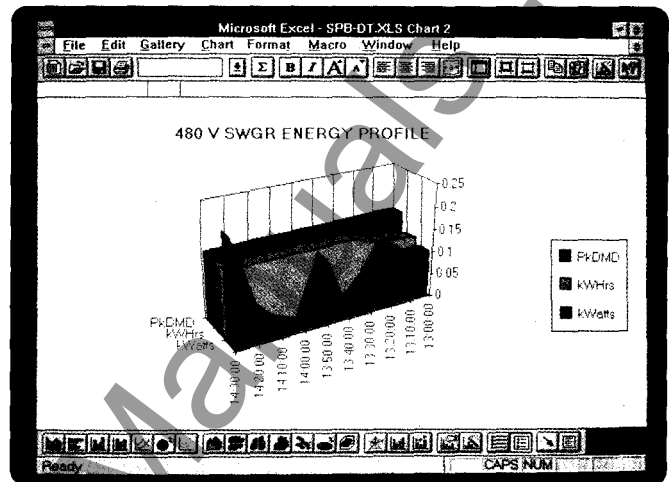 Microsoft Excel - SPB-DT.XLS Chart 2
File Edit Gallery Chart Format Macro Window Help
Σ B I A A
480 V SWGR ENERGY PROFILE
0.25
0.2
0.15
0.1
0.05
0
PkDMD
kWHrs
kWatts
14:30:00 14:20:00 14:10:00 14:00:00 13:50:00 13:40:00 13:30:00 13:20:00 13:10:00 13:00:00
PkDMD
kWHrs
kWatts
Ready
CAPS NUM